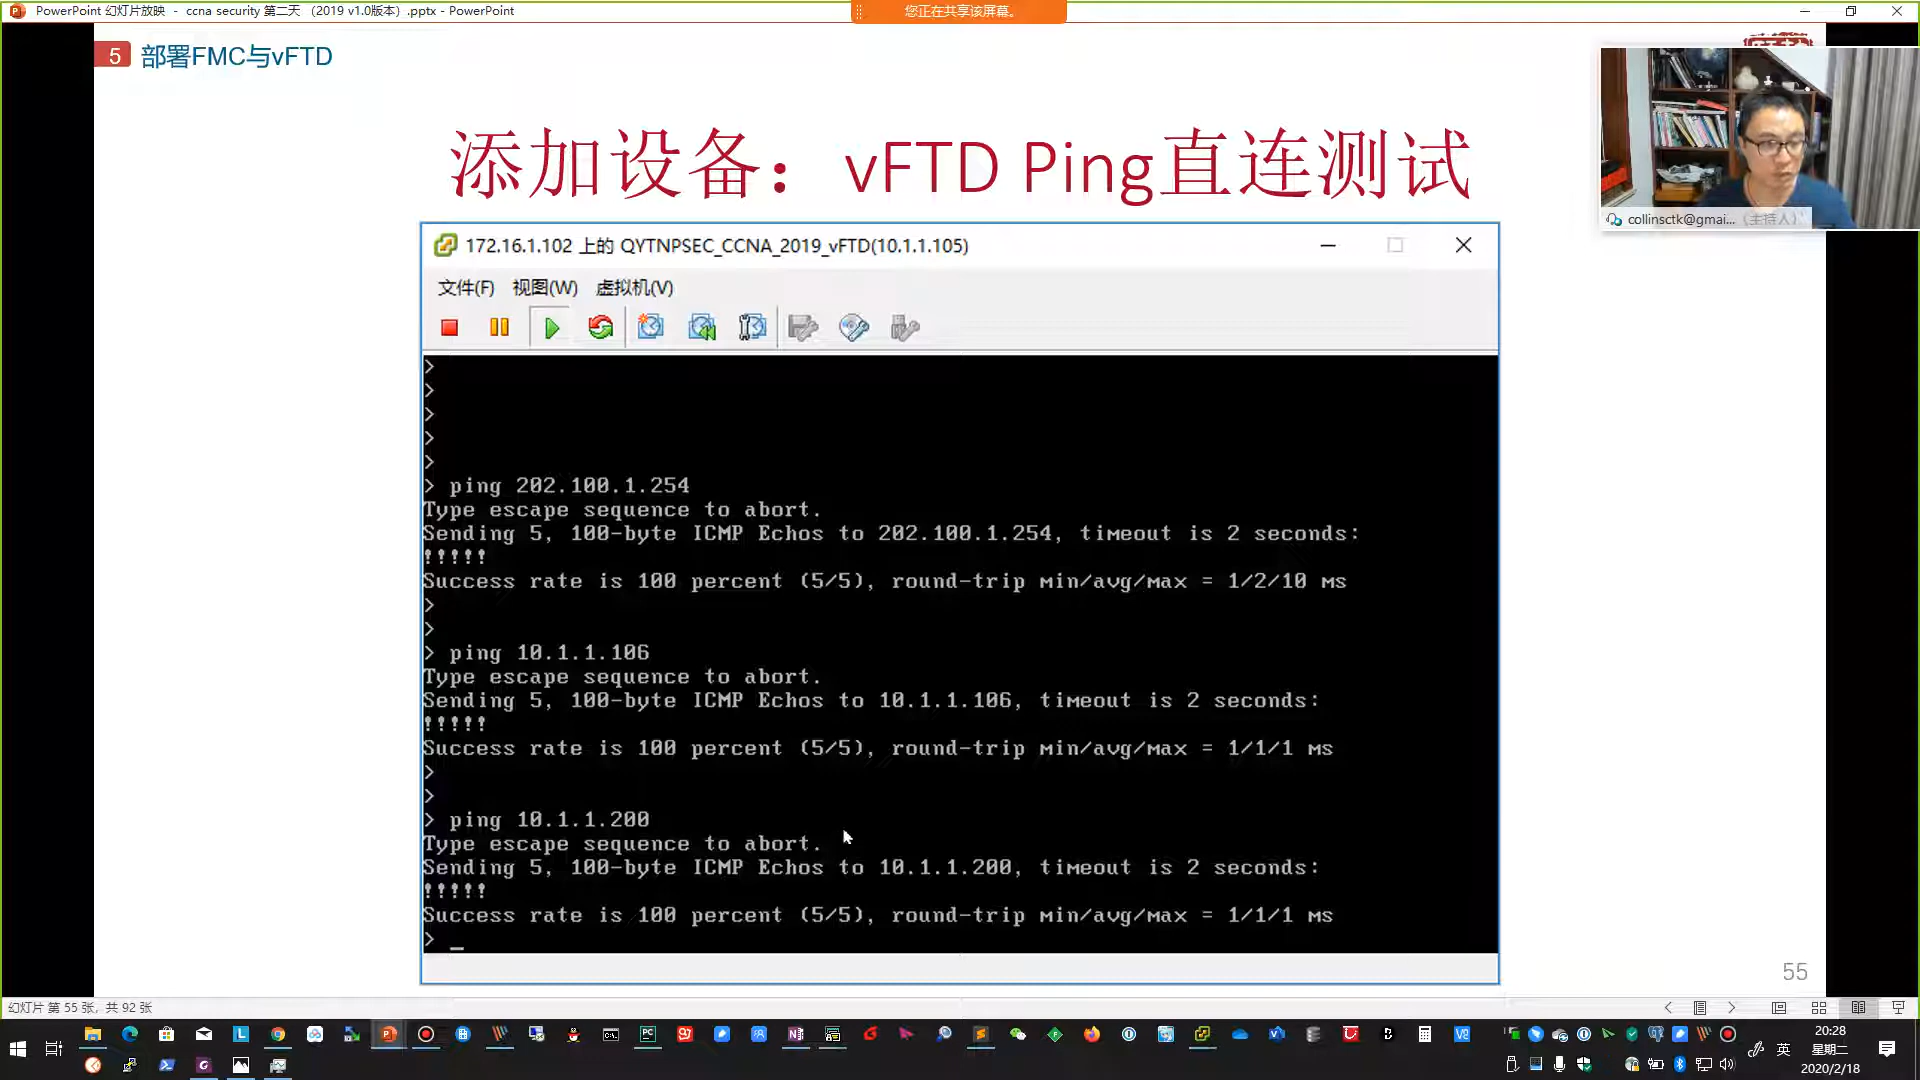 PowerPoint 幻灯片放映 - ccna security 第二天 （2019 v1.0版本）.pptx - PowerPoint
您正在共享该屏幕。
5 部署FMC与vFTD
添加设备：vFTD Ping直连测试
collinsctk@gmai...（主持人）
172.16.1.102 上的 QYTNPSEC_CCNA_2019_vFTD(10.1.1.105)
文件(F) 视图(W) 虚拟机(V)
>
>
>
>
>
> ping 202.100.1.254
Type escape sequence to abort.
Sending 5, 100-byte ICMP Echos to 202.100.1.254, timeout is 2 seconds:
!!!!!
Success rate is 100 percent (5/5), round-trip min/avg/max = 1/2/10 ms
>
>
> ping 10.1.1.106
Type escape sequence to abort.
Sending 5, 100-byte ICMP Echos to 10.1.1.106, timeout is 2 seconds:
!!!!!
Success rate is 100 percent (5/5), round-trip min/avg/max = 1/1/1 ms
>
>
> ping 10.1.1.200
Type escape sequence to abort.
Sending 5, 100-byte ICMP Echos to 10.1.1.200, timeout is 2 seconds:
!!!!!
Success rate is 100 percent (5/5), round-trip min/avg/max = 1/1/1 ms
> _
55
幻灯片 第 55 张，共 92 张
20:28
英 星期二
2020/2/18